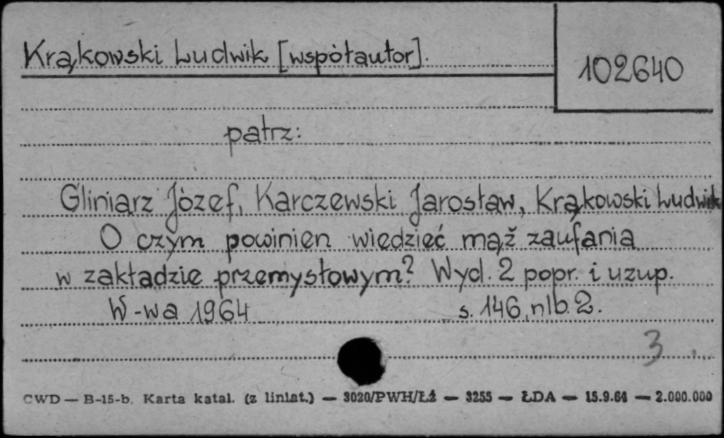 Krąkowski Ludwik [współautor].
102640
patrz:
Gliniarz Józef, Karczewski Jarosław, Krąkowski Ludwik
O czym powinien wiedzieć mąż zaufania
w zakładzie przemysłowym? Wyd. 2 popr. i uzup.
W-wa 1964 s. 146, nlb. 2.
3
CWD — B-15-b. Karta katal. (z liniat.) — 3020/PWH/Łż — 3255 — ŁDA — 15.9.64 — 2.000.000